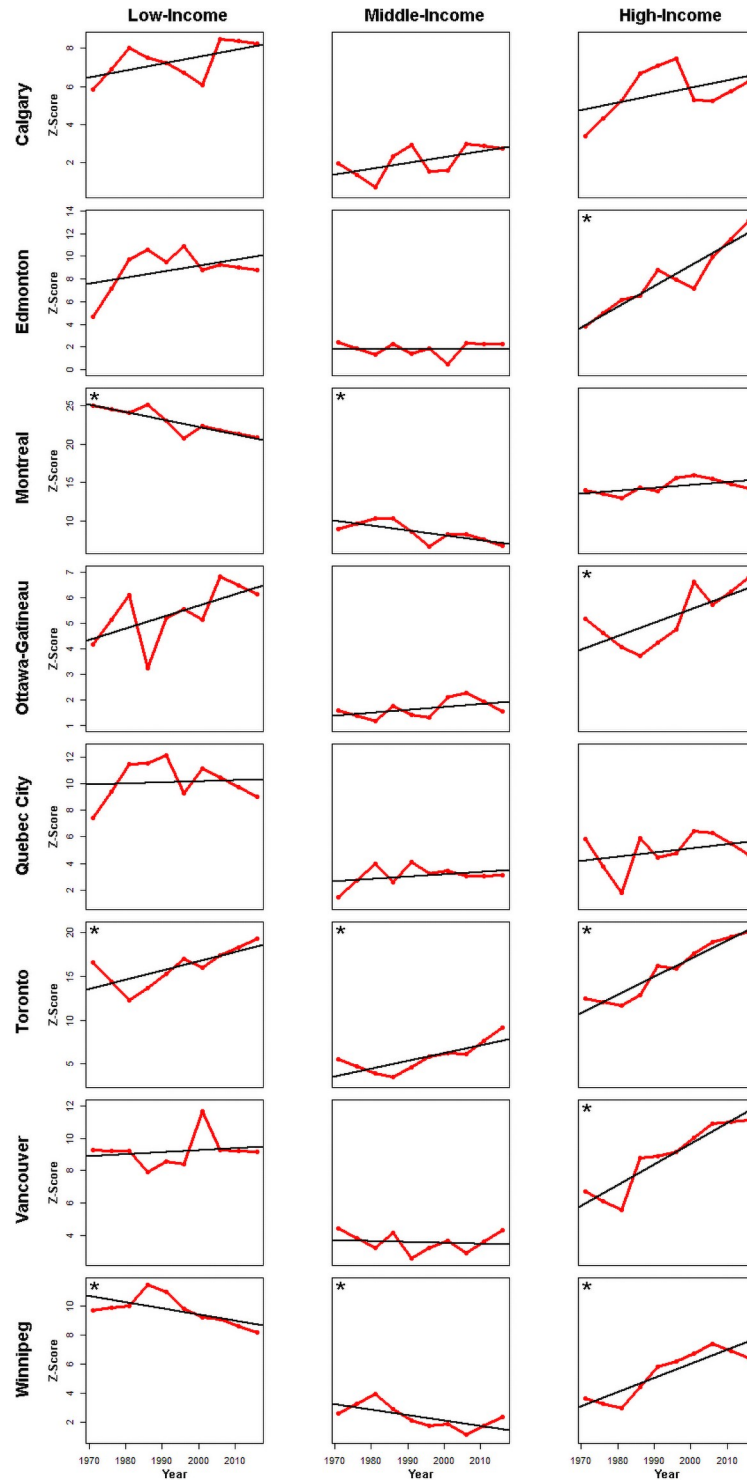 Low-Income Middle-Income High-Income
Calgary
Z-Score
8
6
4
2
Edmonton
Z-Score
14
12
10
8
6
4
2
0
*
Montreal
Z-Score
25
20
15
10
*
*
Ottawa-Gatineau
Z-Score
7
6
5
4
3
2
1
*
Quebec City
Z-Score
12
10
8
6
4
2
Toronto
Z-Score
20
15
10
5
*
*
*
Vancouver
Z-Score
12
10
8
6
4
*
Winnipeg
Z-Score
10
8
6
4
2
*
*
*
1970 1980 1990 2000 2010 1970 1980 1990 2000 2010 1970 1980 1990 2000 2010
Year Year Year